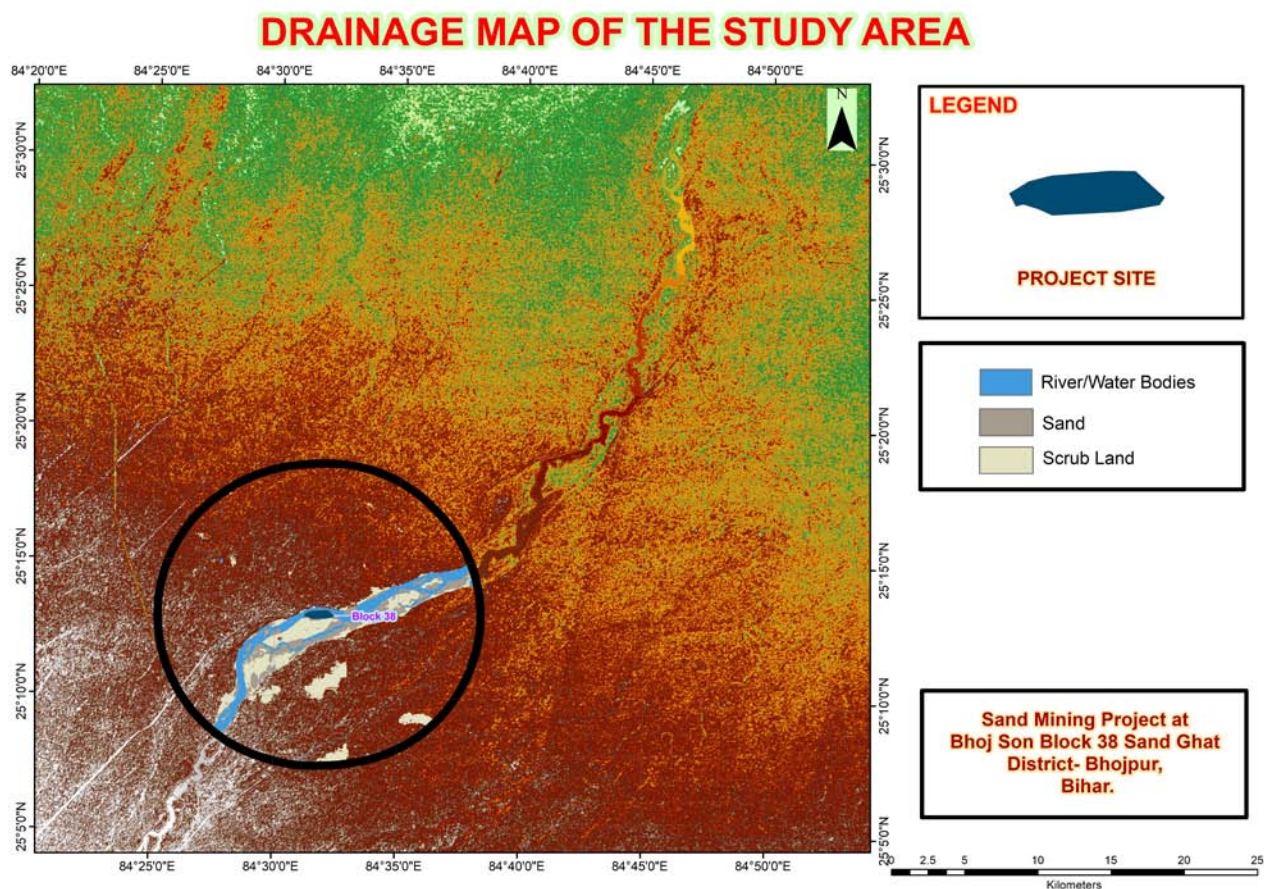 DRAINAGE MAP OF THE STUDY AREA
84°20'0"E 84°25'0"E 84°30'0"E 84°35'0"E 84°40'0"E 84°45'0"E 84°50'0"E
N
25°30'0"N
25°25'0"N
25°20'0"N
25°15'0"N
25°10'0"N
25°5'0"N
Block 38
25°30'0"N
25°25'0"N
25°20'0"N
25°15'0"N
25°10'0"N
25°5'0"N
84°25'0"E 84°30'0"E 84°35'0"E 84°40'0"E 84°45'0"E 84°50'0"E
LEGEND
PROJECT SITE
River/Water Bodies
Sand
Scrub Land
Sand Mining Project at
Bhoj Son Block 38 Sand Ghat
District- Bhojpur,
Bihar.
0 2.5 5 10 15 20 25
Kilometers